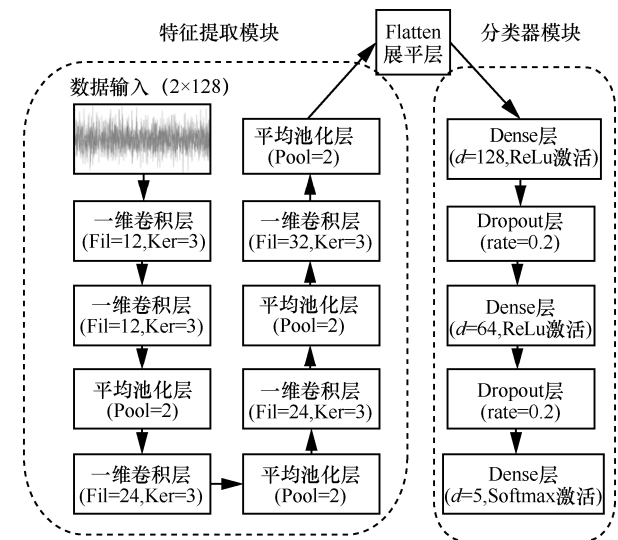 特征提取模块
数据输入（2×128）
一维卷积层
(Fil=12,Ker=3)
一维卷积层
(Fil=12,Ker=3)
平均池化层
(Pool=2)
一维卷积层
(Fil=24,Ker=3)
平均池化层
(Pool=2)
一维卷积层
(Fil=24,Ker=3)
平均池化层
(Pool=2)
一维卷积层
(Fil=32,Ker=3)
平均池化层
(Pool=2)
Flatten
展平层
分类器模块
Dense层
(d=128,ReLu激活)
Dropout层
(rate=0.2)
Dense层
(d=64,ReLu激活)
Dropout层
(rate=0.2)
Dense层
(d=5,Softmax激活)